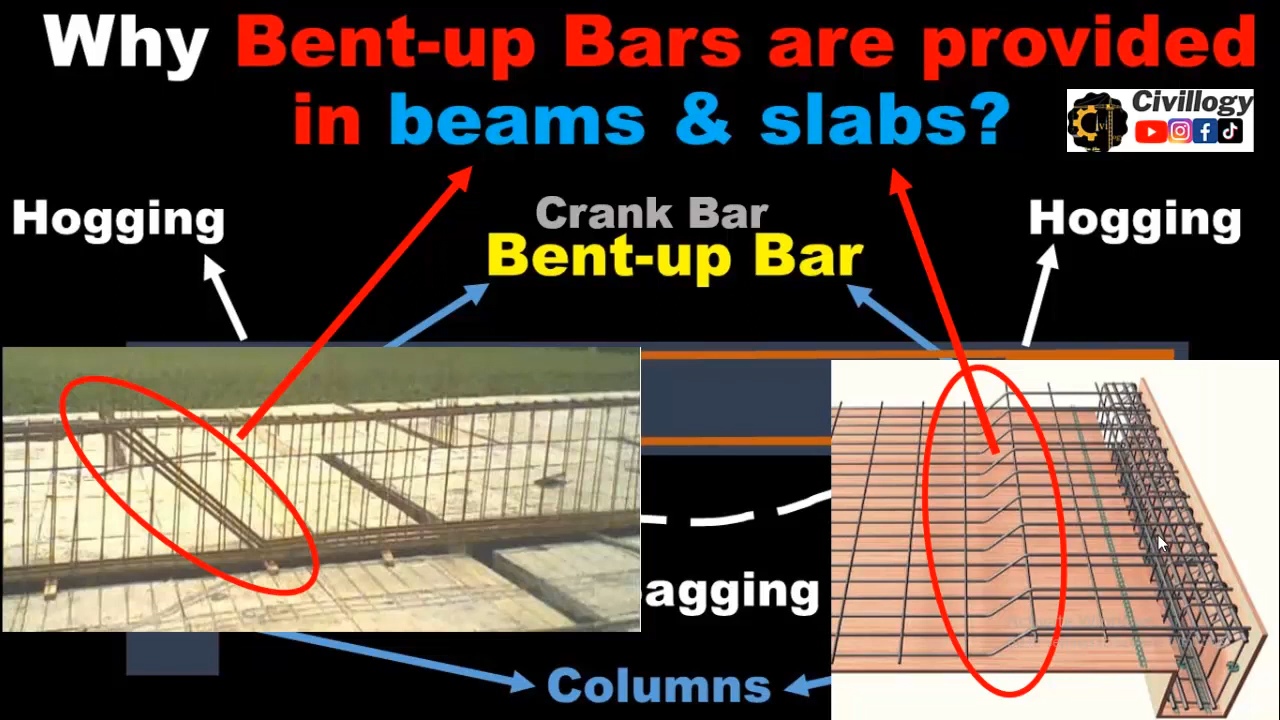 Why Bent-up Bars are provided
in beams & slabs?
Civillogy
Hogging
Crank Bar
Hogging
Bent-up Bar
agging
Columns